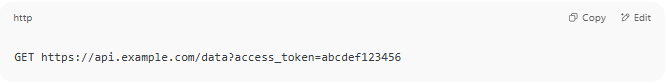 http
Copy
Edit
GET https://api.example.com/data?access_token=abcdef123456